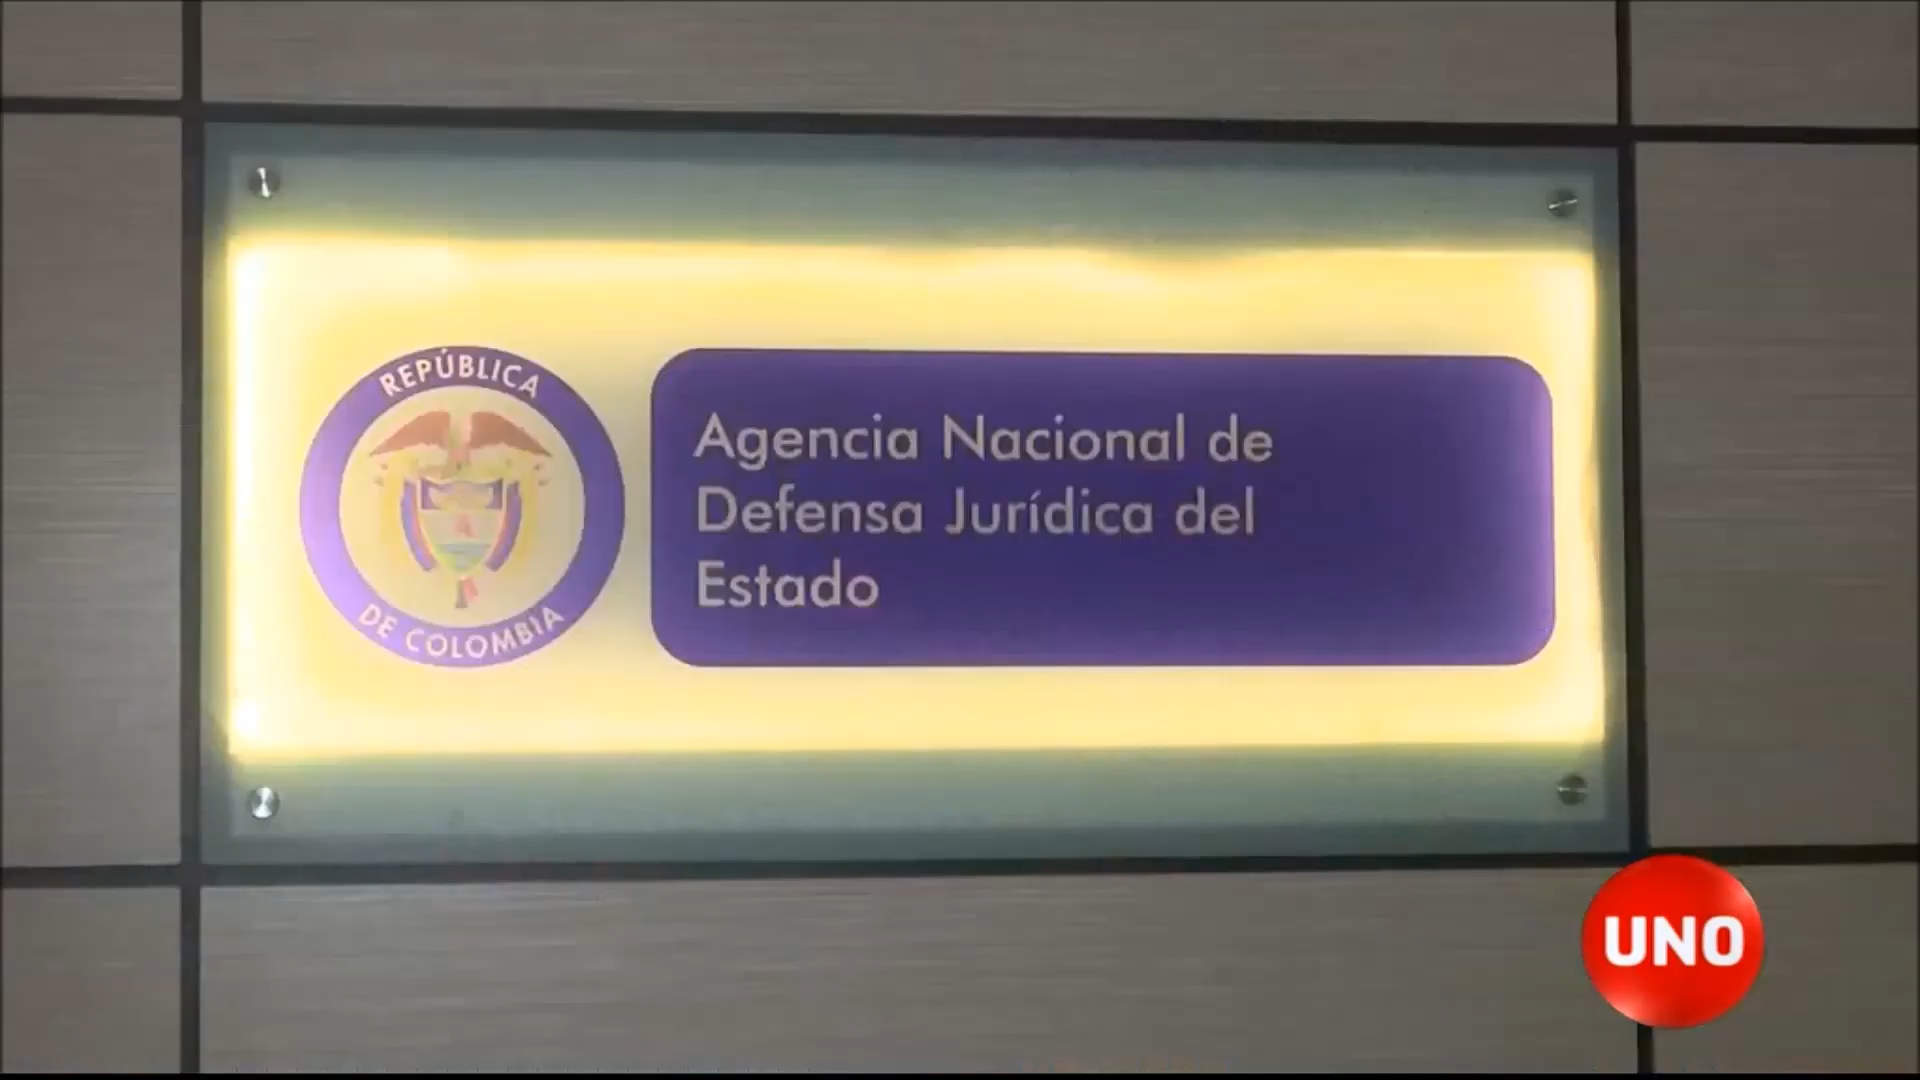 REPÚBLICA
DE COLOMBIA
Agencia Nacional de
Defensa Jurídica del
Estado
UNO